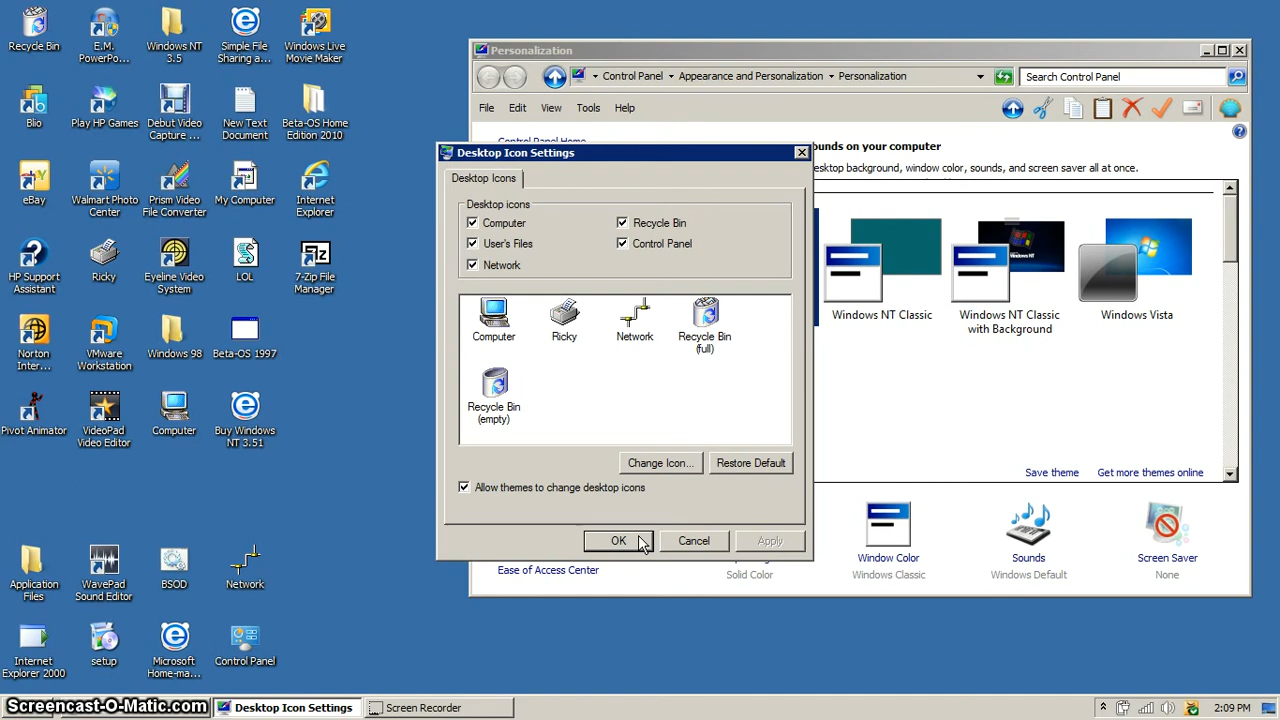 Recycle Bin
E.M.
PowerPo...
Windows NT
3.5
Simple File
Sharing a...
Windows Live
Movie Maker
Blio
Play HP Games
Debut Video
Capture ...
New Text
Document
Beta-OS Home
Edition 2010
eBay
Walmart Photo
Center
Prism Video
File Converter
My Computer
Internet
Explorer
HP Support
Assistant
Ricky
Eyeline Video
System
LOL
7-Zip File
Manager
Norton
Inter...
VMware
Workstation
Windows 98
Beta-OS 1997
Pivot Animator
VideoPad
Video Editor
Computer
Buy Windows
NT 3.51
Application
Files
WavePad
Sound Editor
BSOD
Network
Internet
Explorer 2000
setup
Microsoft
Home-ma...
Control Panel
Personalization
Control Panel
Appearance and Personalization
Personalization
Search Control Panel
File
Edit
View
Tools
Help
Control Panel Home
ounds on your computer
esktop background, window color, sounds, and screen saver all at once.
Windows NT Classic
Windows NT Classic
with Background
Windows Vista
Save theme
Get more themes online
Ease of Access Center
Solid Color
Window Color
Windows Classic
Sounds
Windows Default
Screen Saver
None
Desktop Icon Settings
Desktop Icons
Desktop icons
Computer
Recycle Bin
User's Files
Control Panel
Network
Computer
Ricky
Network
Recycle Bin
(full)
Recycle Bin
(empty)
Change Icon...
Restore Default
Allow themes to change desktop icons
OK
Cancel
Apply
Screencast-O-Matic.com
Desktop Icon Settings
Screen Recorder
2:09 PM